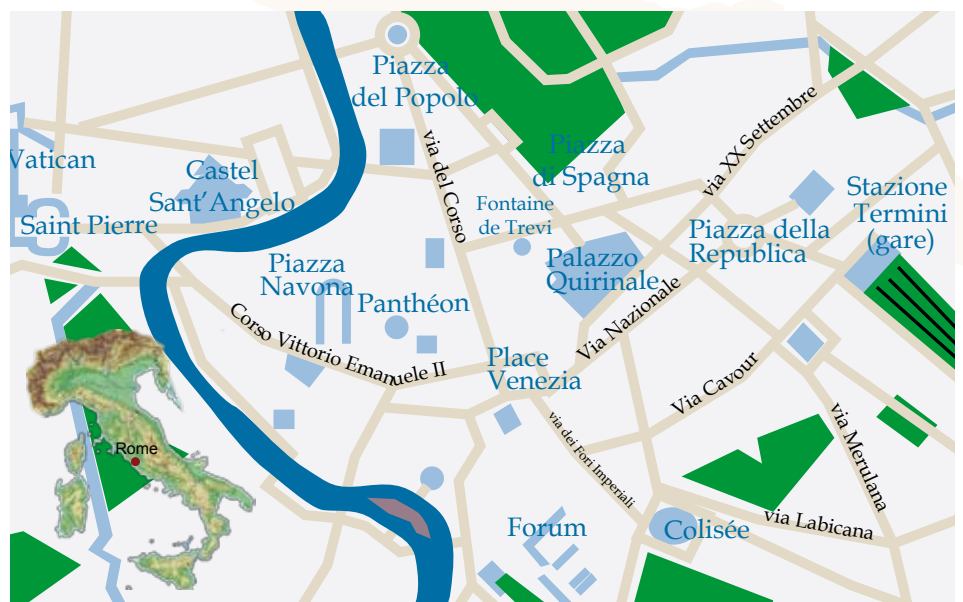 Piazza
del Popolo
Vatican
Castel
Sant'Angelo
Saint Pierre
via del Corso
Piazza
di Spagna
Fontaine
de Trevi
via XX Settembre
Stazione
Termini
(gare)
Piazza della
Republica
Palazzo
Quirinale
Piazza
Navona
Panthéon
Corso Vittorio Emanuele II
Via Nazionale
Place
Venezia
Via Cavour
via dei Fori Imperiali
via Merulana
via Labicana
Rome
Forum
Colisée